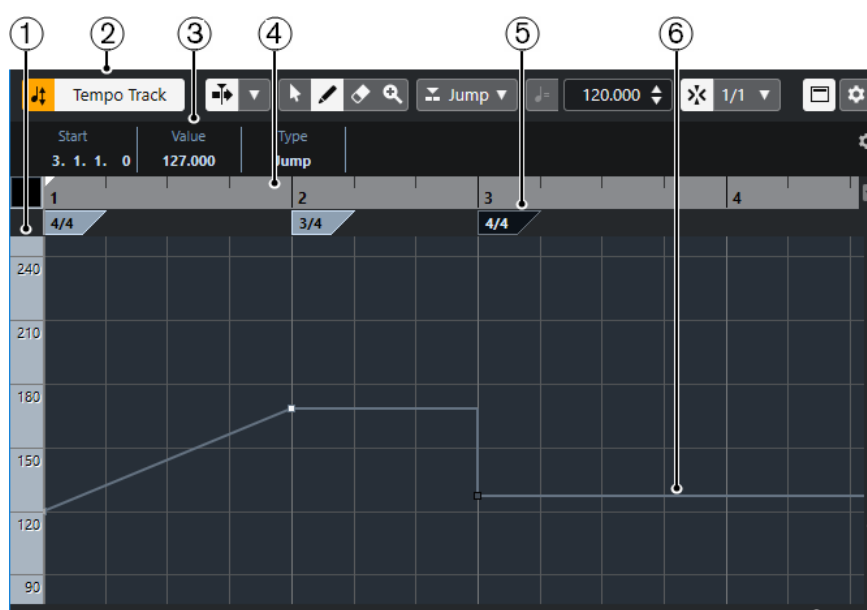 1 2 3 4 5 6
Tempo Track Jump 120.000 1/1
Start Value Type
3. 1. 1. 0 127.000 Jump
1 2 3 4
4/4 3/4 4/4
240
210
180
150
120
90